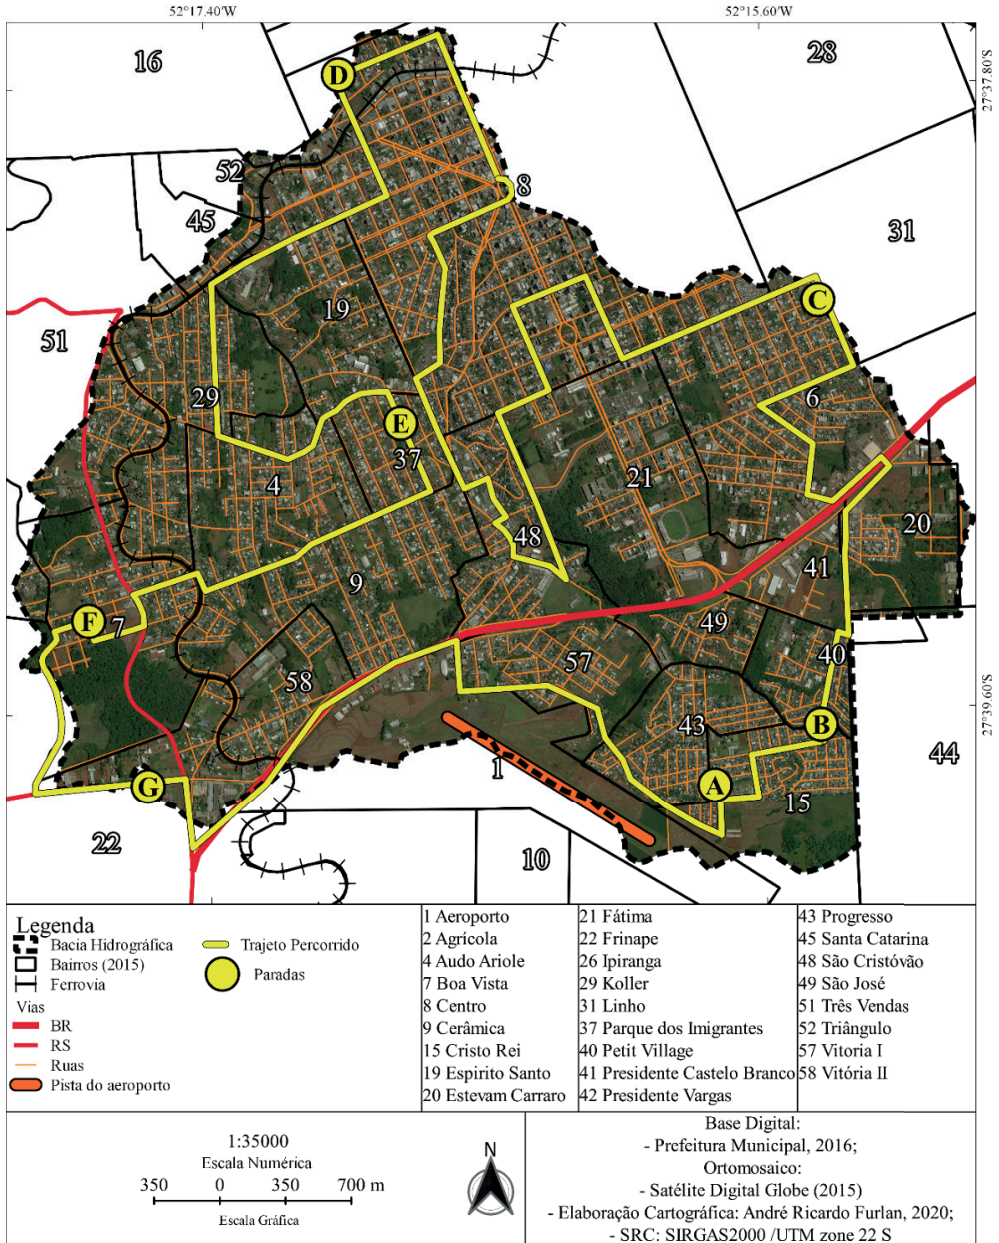 52°17.40'
52°15.60'
16
28
27°37.80'S
D
52
8
45
31
C
19
51
29
6
E
37
4
21
20
48
9
41
F
7
49
40
57
58
27°39.60'S
43
B
44
1
A
G
15
22
10
Legenda
Bacia Hidrográfica
Bairros (2015)
Ferrovia
Vias
BR
RS
Ruas
Pista do aeroporto
Trajeto Percorrido
Paradas
1 Aeroporto
2 Agrícola
4 Audo Ariole
7 Boa Vista
8 Centro
9 Cerâmica
15 Cristo Rei
19 Espirito Santo
20 Estevam Carraro
21 Fátima
22 Frinape
26 Ipiranga
29 Koller
31 Linho
37 Parque dos Imigrantes
40 Petit Village
41 Presidente Castelo Branco
42 Presidente Vargas
43 Progresso
45 Santa Catarina
48 São Cristóvão
49 São José
51 Três Vendas
52 Triângulo
57 Vitoria I
58 Vitória II
1:35000
Escala Numérica
350 0 350 700 m
Escala Gráfica
N
Base Digital:
- Prefeitura Municipal, 2016;
Ortomosaico:
- Satélite Digital Globe (2015)
- Elaboração Cartográfica: André Ricardo Furlan, 2020;
- SRC: SIRGAS2000 /UTM zone 22 S